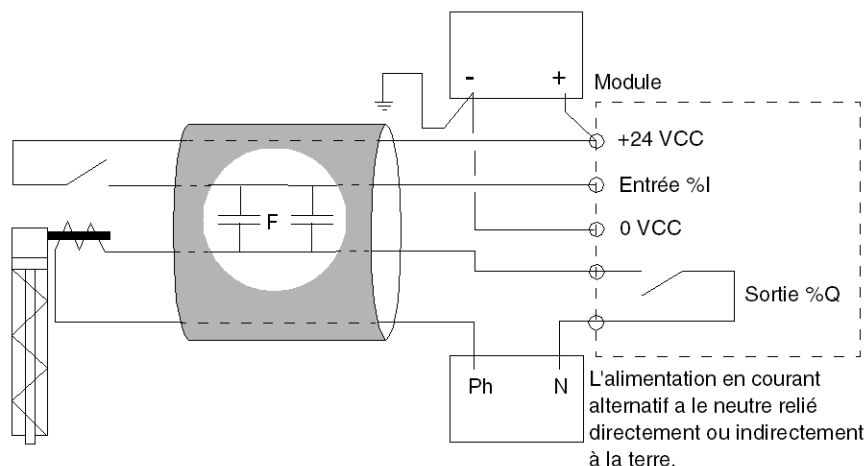 - +
Module
+24 VCC
Entrée %I
F
0 VCC
Sortie %Q
Ph N
L'alimentation en courant
alternatif a le neutre relié
directement ou indirectement
à la terre.